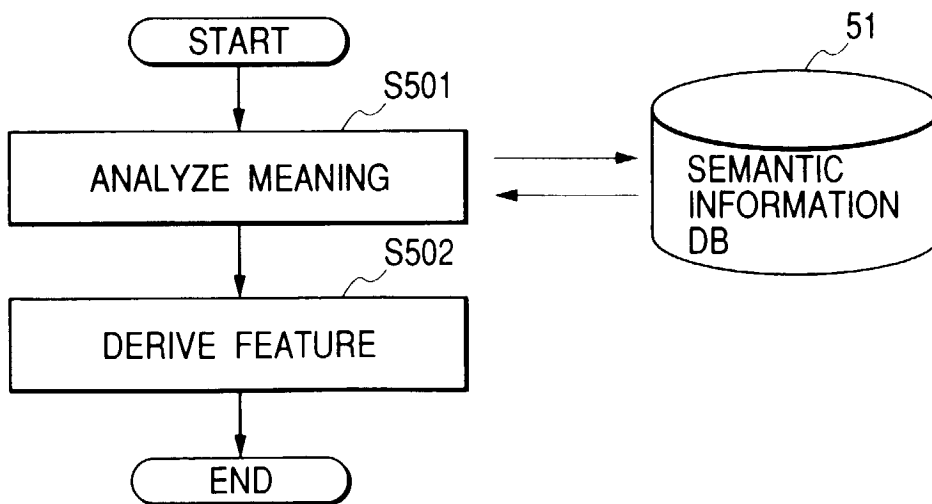 START
51
S501
ANALYZE MEANING
SEMANTIC
INFORMATION
DB
S502
DERIVE FEATURE
END